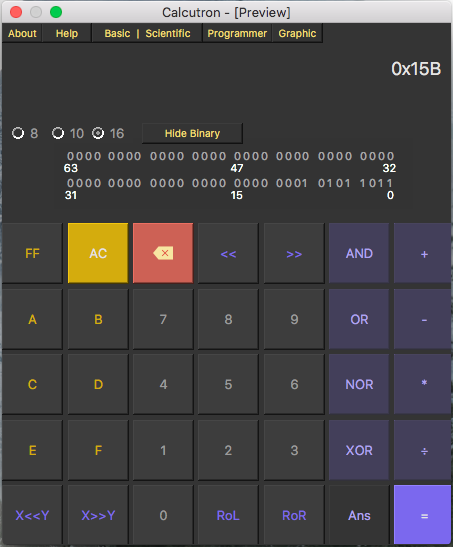 Calcutron - [Preview]
About Help Basic | Scientific Programmer Graphic
0x15B
8 10 16 Hide Binary
0000 0000 0000 0000 0000 0000 0000 0000
63 47 32
0000 0000 0000 0000 0000 0001 0101 1011
31 15 0
FF AC << >> AND +
A B 7 8 9 OR -
C D 4 5 6 NOR *
E F 1 2 3 XOR ÷
X<<Y X>>Y 0 RoL RoR Ans =